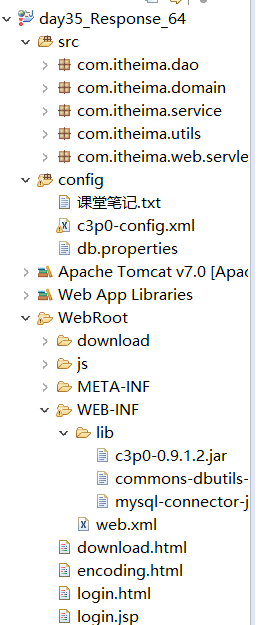 day35_Response_64
src
com.itheima.dao
com.itheima.domain
com.itheima.service
com.itheima.utils
com.itheima.web.servle
config
课堂笔记.txt
c3p0-config.xml
db.properties
Apache Tomcat v7.0 [Apac
Web App Libraries
WebRoot
download
js
META-INF
WEB-INF
lib
c3p0-0.9.1.2.jar
commons-dbutils-
mysql-connector-j
web.xml
download.html
encoding.html
login.html
login.jsp